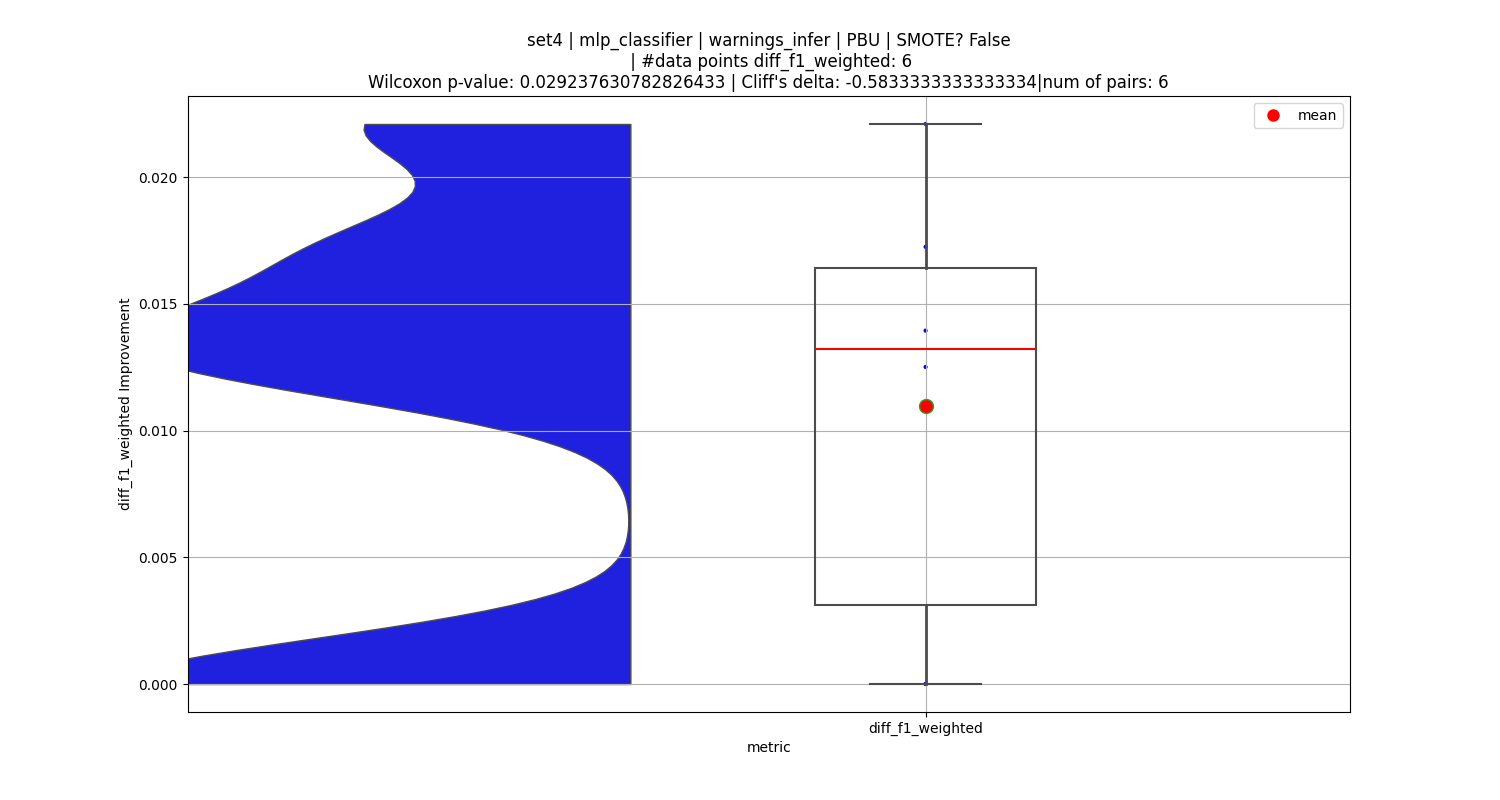 set4 | mlp_classifier | warnings_infer | PBU | SMOTE? False
| #data points diff_f1_weighted: 6
Wilcoxon p-value: 0.029237630782826433 | Cliff's delta: -0.5833333333333334|num of pairs: 6
mean
0.020
0.015
0.010
0.005
0.000
diff_f1_weighted Improvement
diff_f1_weighted
metric